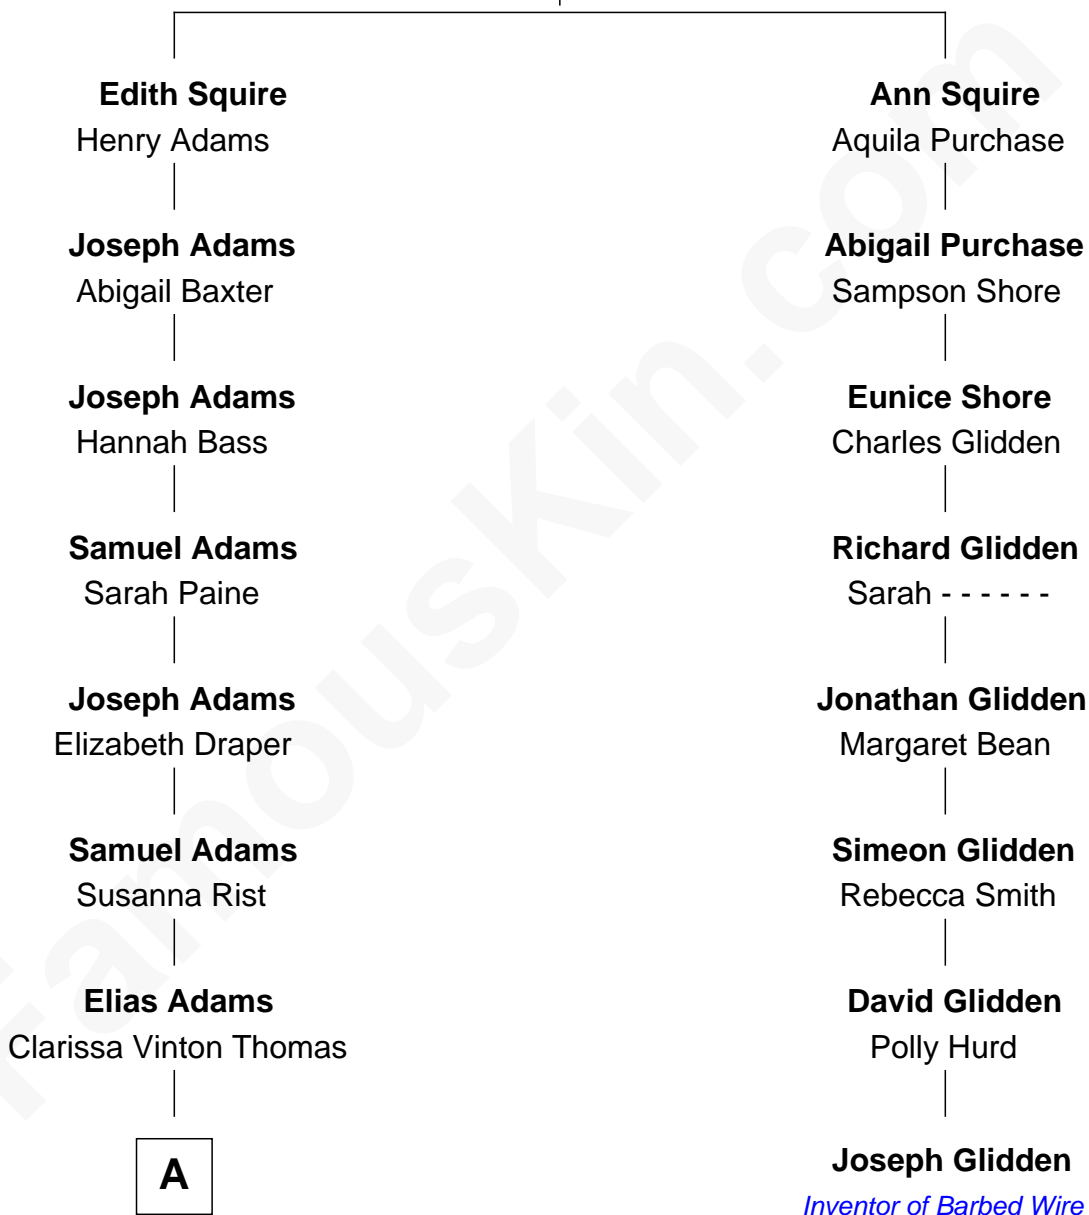 Edith Squire
Henry Adams
Joseph Adams
Abigail Baxter
Joseph Adams
Hannah Bass
Samuel Adams
Sarah Paine
Joseph Adams
Elizabeth Draper
Samuel Adams
Susanna Rist
Elias Adams
Clarissa Vinton Thomas
A
Ann Squire
Aquila Purchase
Abigail Purchase
Sampson Shore
Eunice Shore
Charles Glidden
Richard Glidden
Sarah - - - - - -
Jonathan Glidden
Margaret Bean
Simeon Glidden
Rebecca Smith
David Glidden
Polly Hurd
Joseph Glidden
Inventor of Barbed Wire
FamousKin.com